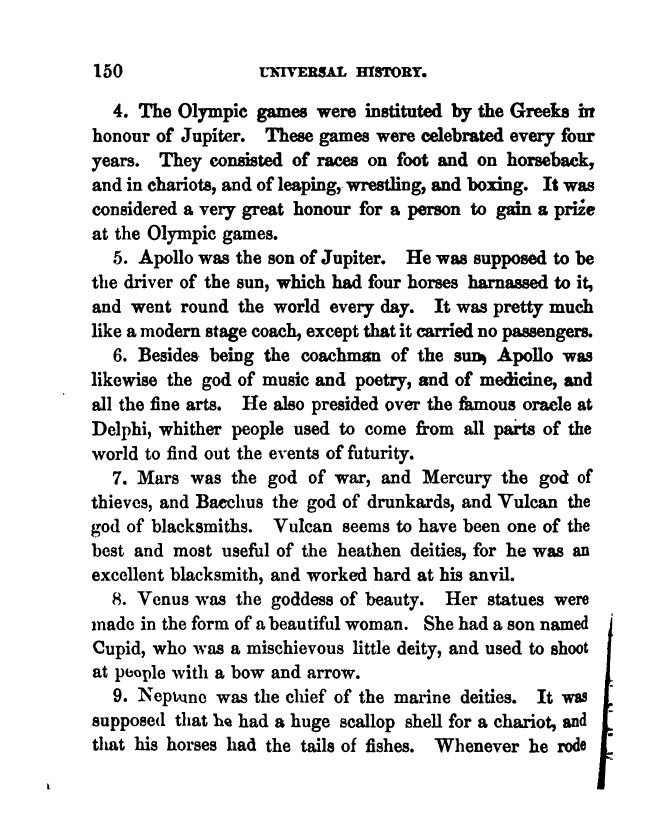 150 UNIVERSAL HISTORY.
4. The Olympic games were instituted by the Greeks in
honour of Jupiter. These games were celebrated every four
years. They consisted of races on foot and on horseback,
and in chariots, and of leaping, wrestling, and boxing. It was
considered a very great honour for a person to gain a prize
at the Olympic games.
5. Apollo was the son of Jupiter. He was supposed to be
the driver of the sun, which had four horses harnassed to it,
and went round the world every day. It was pretty much
like a modern stage coach, except that it carried no passengers.
6. Besides being the coachman of the sun, Apollo was
likewise the god of music and poetry, and of medicine, and
all the fine arts. He also presided over the famous oracle at
Delphi, whither people used to come from all parts of the
world to find out the events of futurity.
7. Mars was the god of war, and Mercury the god of
thieves, and Bacchus the god of drunkards, and Vulcan the
god of blacksmiths. Vulcan seems to have been one of the
best and most useful of the heathen deities, for he was an
excellent blacksmith, and worked hard at his anvil.
8. Venus was the goddess of beauty. Her statues were
made in the form of a beautiful woman. She had a son named
Cupid, who was a mischievous little deity, and used to shoot
at people with a bow and arrow.
9. Neptune was the chief of the marine deities. It was
supposed that he had a huge scallop shell for a chariot, and
that his horses had the tails of fishes. Whenever he rode